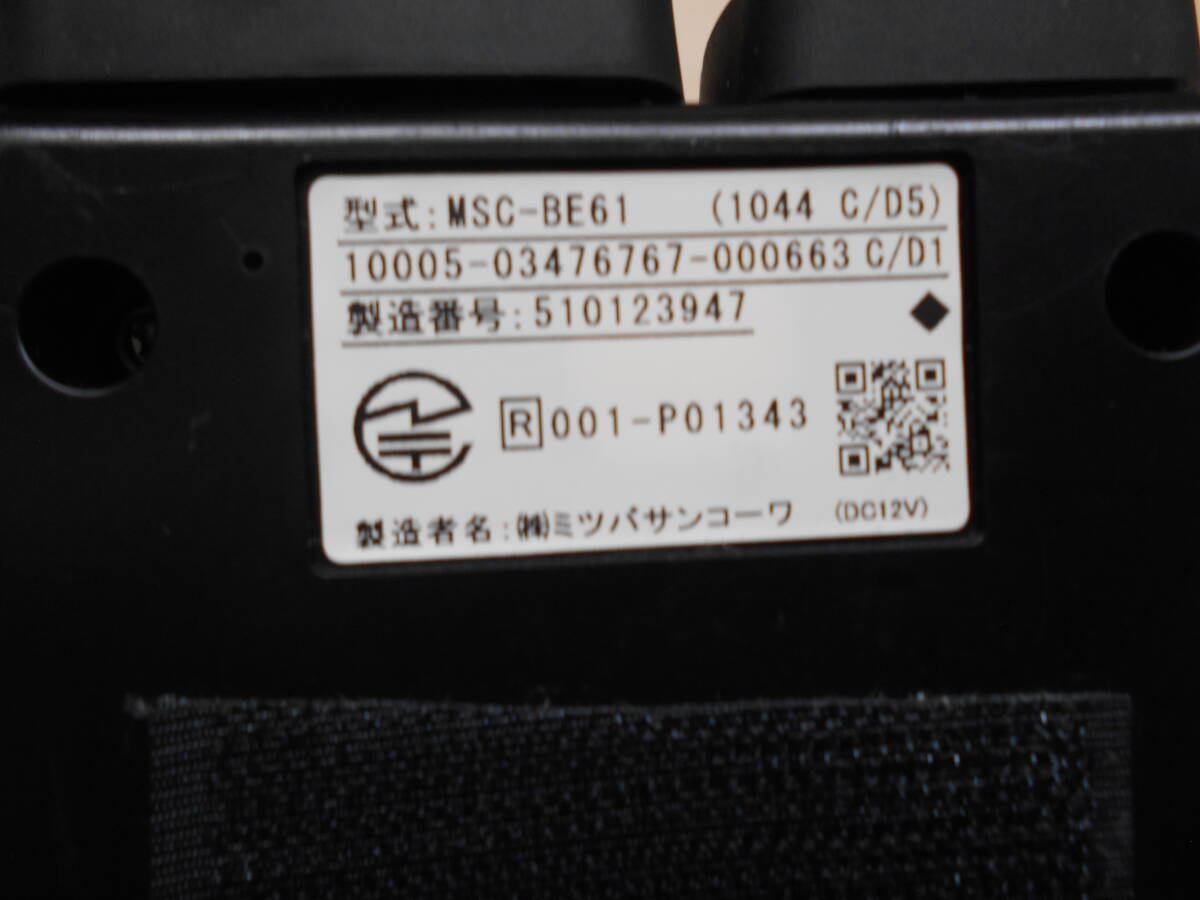 型式:MSC-BE61 (1044 C/D5)
10005-03476767-000663 C/D1
製造番号:510123947
R 001-P01343
製造者名:㈱ミツバサンコーワ (DC12V)